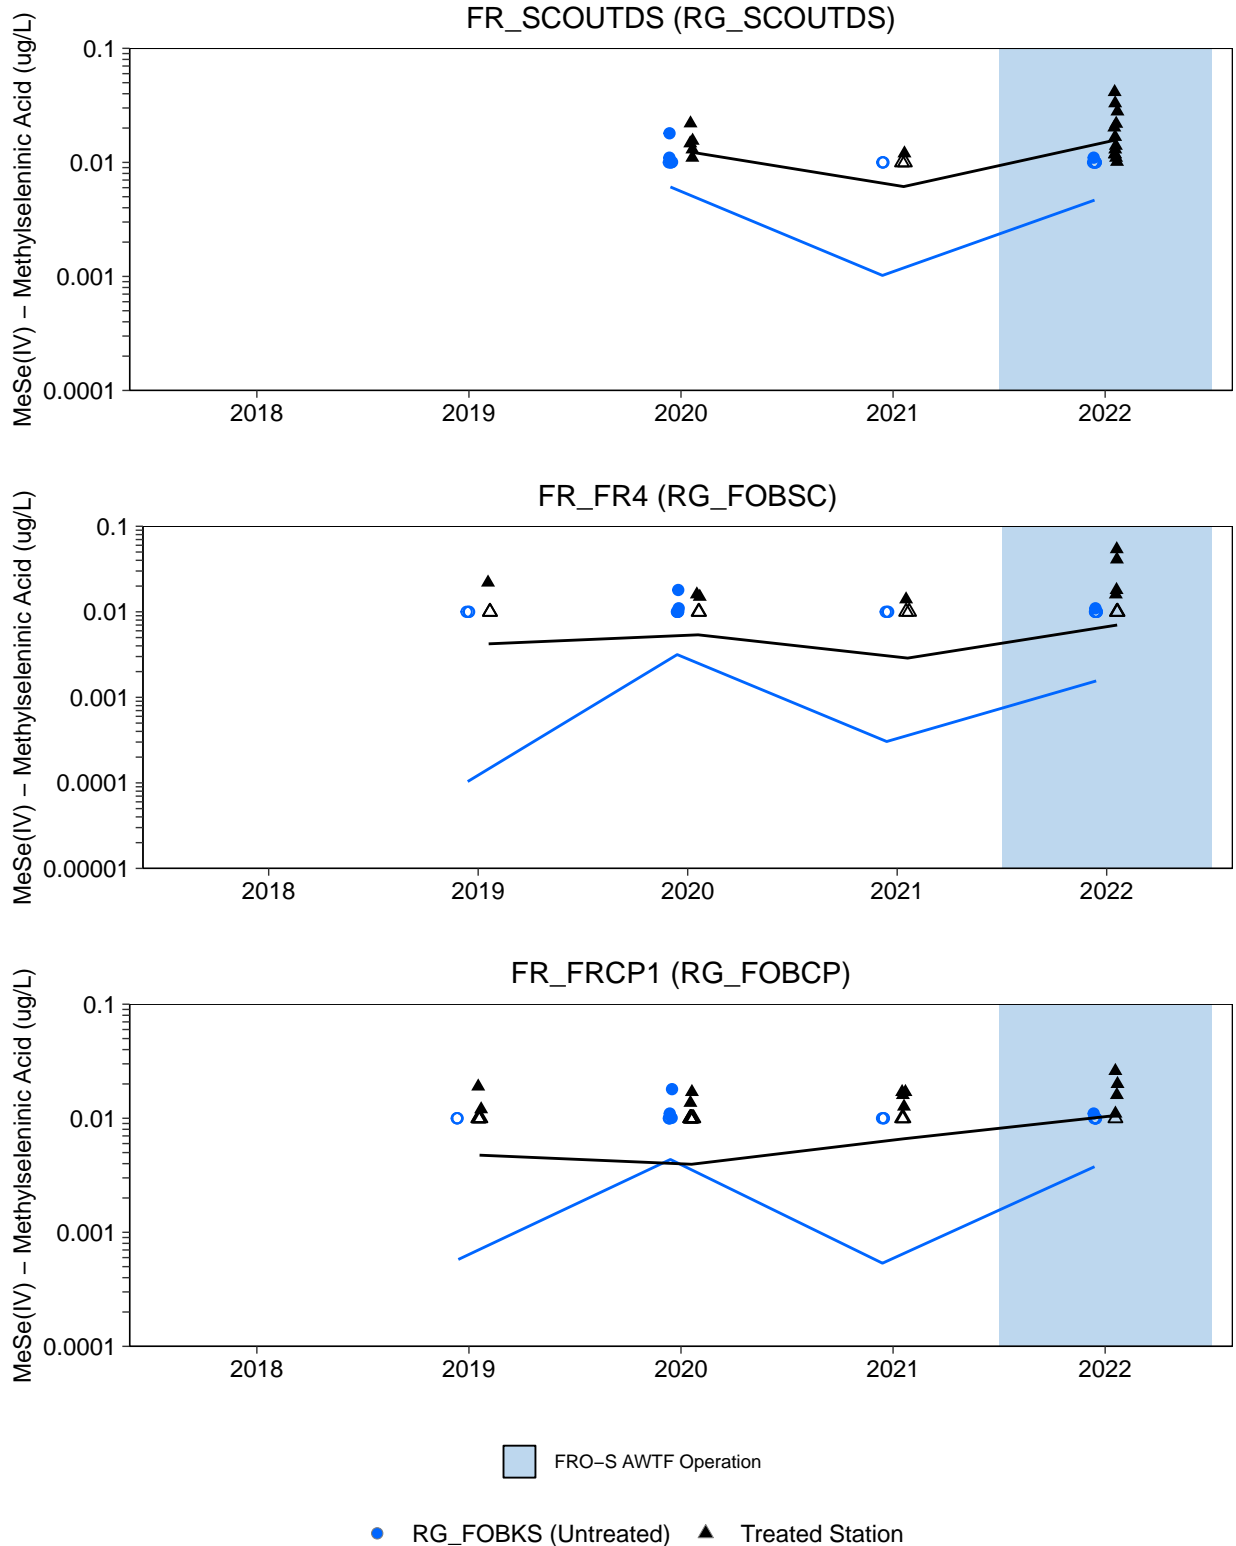 FR_SCOUTDS (RG_SCOUTDS)
MeSe(IV) − Methylseleninic Acid (ug/L)
0.1
0.01
0.001
0.0001
2018 2019 2020 2021 2022
FR_FR4 (RG_FOBSC)
MeSe(IV) − Methylseleninic Acid (ug/L)
0.1
0.01
0.001
0.0001
0.00001
2018 2019 2020 2021 2022
FR_FRCP1 (RG_FOBCP)
MeSe(IV) − Methylseleninic Acid (ug/L)
0.1
0.01
0.001
0.0001
2018 2019 2020 2021 2022
FRO−S AWTF Operation
RG_FOBKS (Untreated) Treated Station